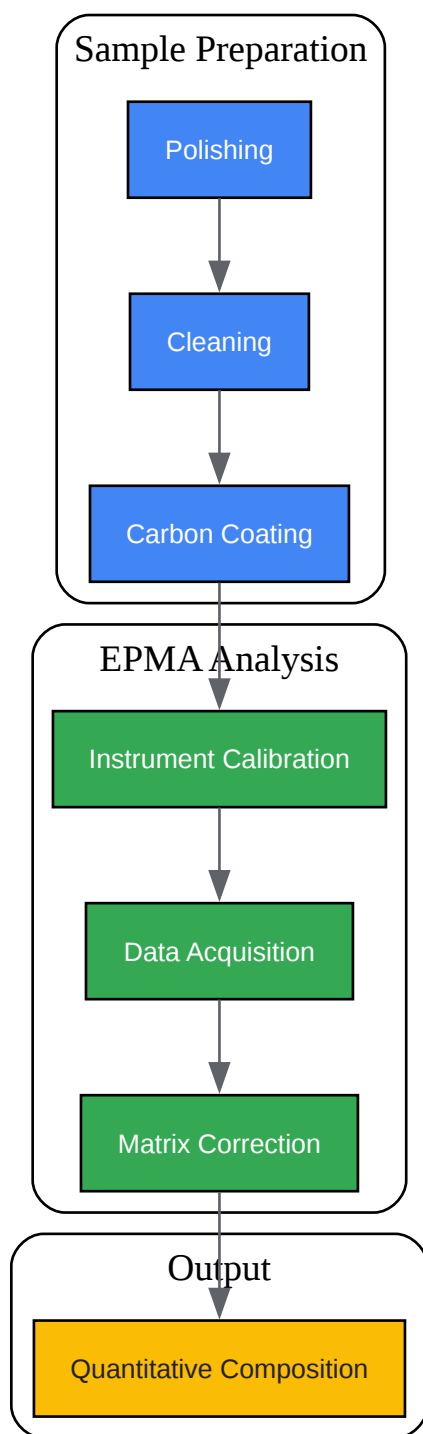 Sample Preparation
Polishing
Cleaning
Carbon Coating
EPMA Analysis
Instrument Calibration
Data Acquisition
Matrix Correction
Output
Quantitative Composition